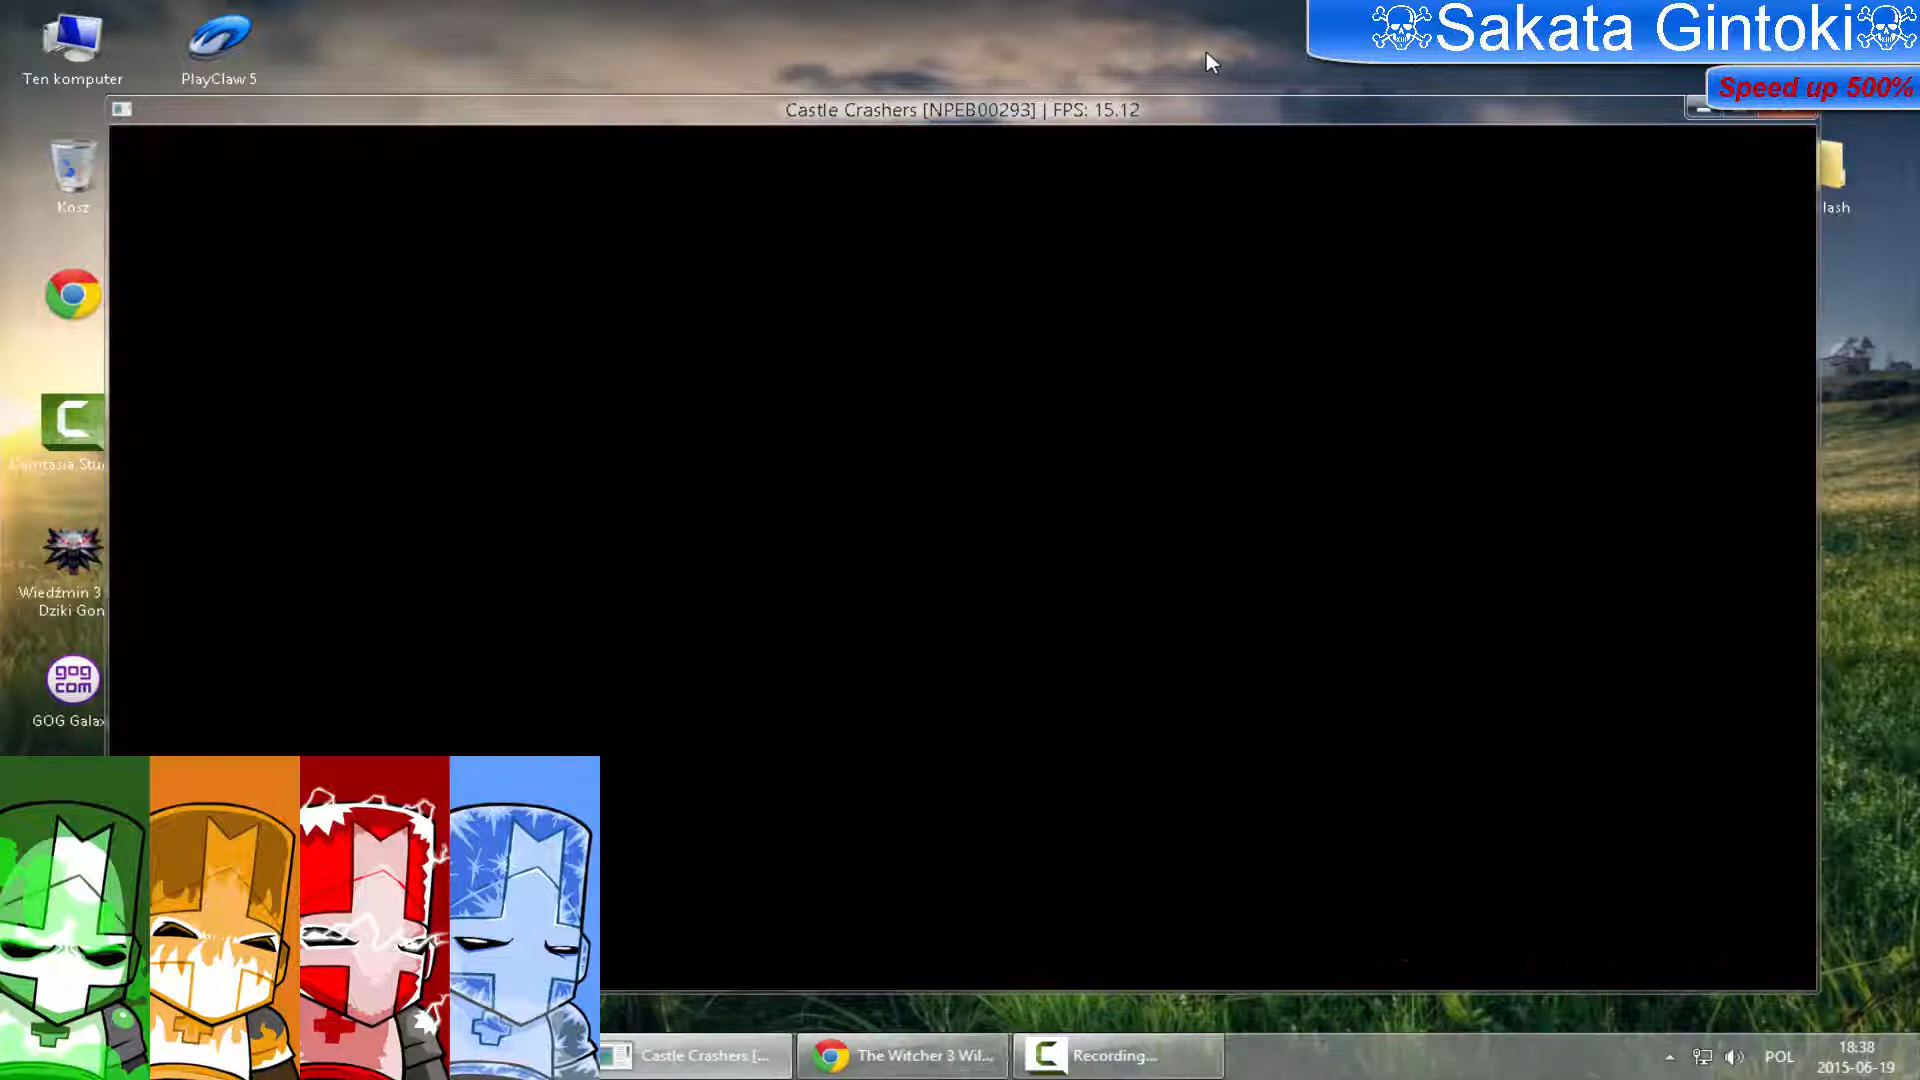 ☠Sakata Gintoki☠
Speed up 500%
Ten komputer
PlayClaw 5
Castle Crashers [NPEB00293] | FPS: 15.12
Kosz
lash
Camtasia Stu
Wiedźmin 3
Dziki Gon
gog
com
GOG Galax
Castle Crashers [-...
The Witcher 3 Wil...
Recording...
POL
18:38
2015-06-19